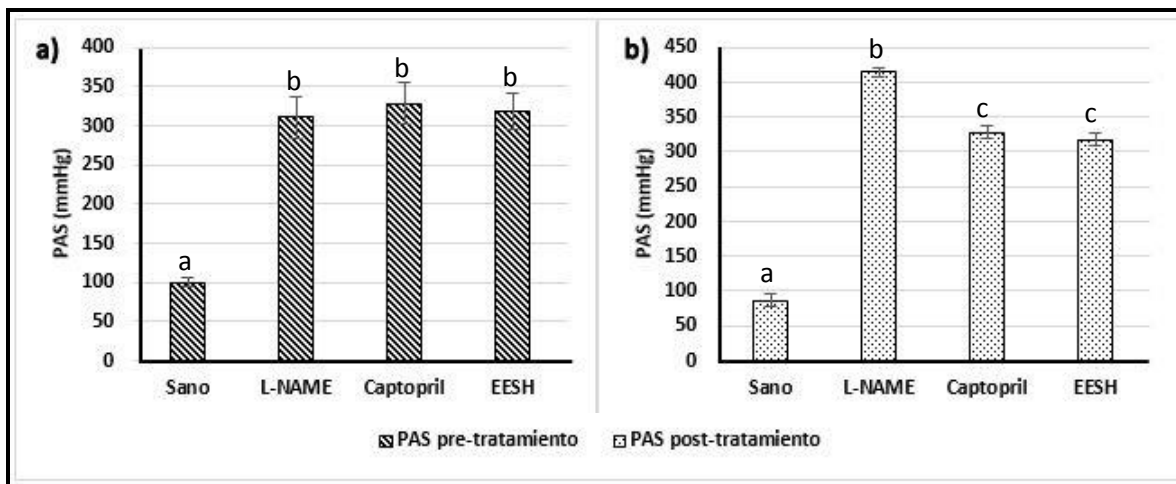 a)
400
350
300
250
200
150
100
50
0
PAS (mmHg)
a
b
b
b
Sano L-NAME Captopril EESH
b)
450
400
350
300
250
200
150
100
50
0
PAS (mmHg)
a
b
c
c
Sano L-NAME Captopril EESH
PAS pre-tratamiento PAS post-tratamiento